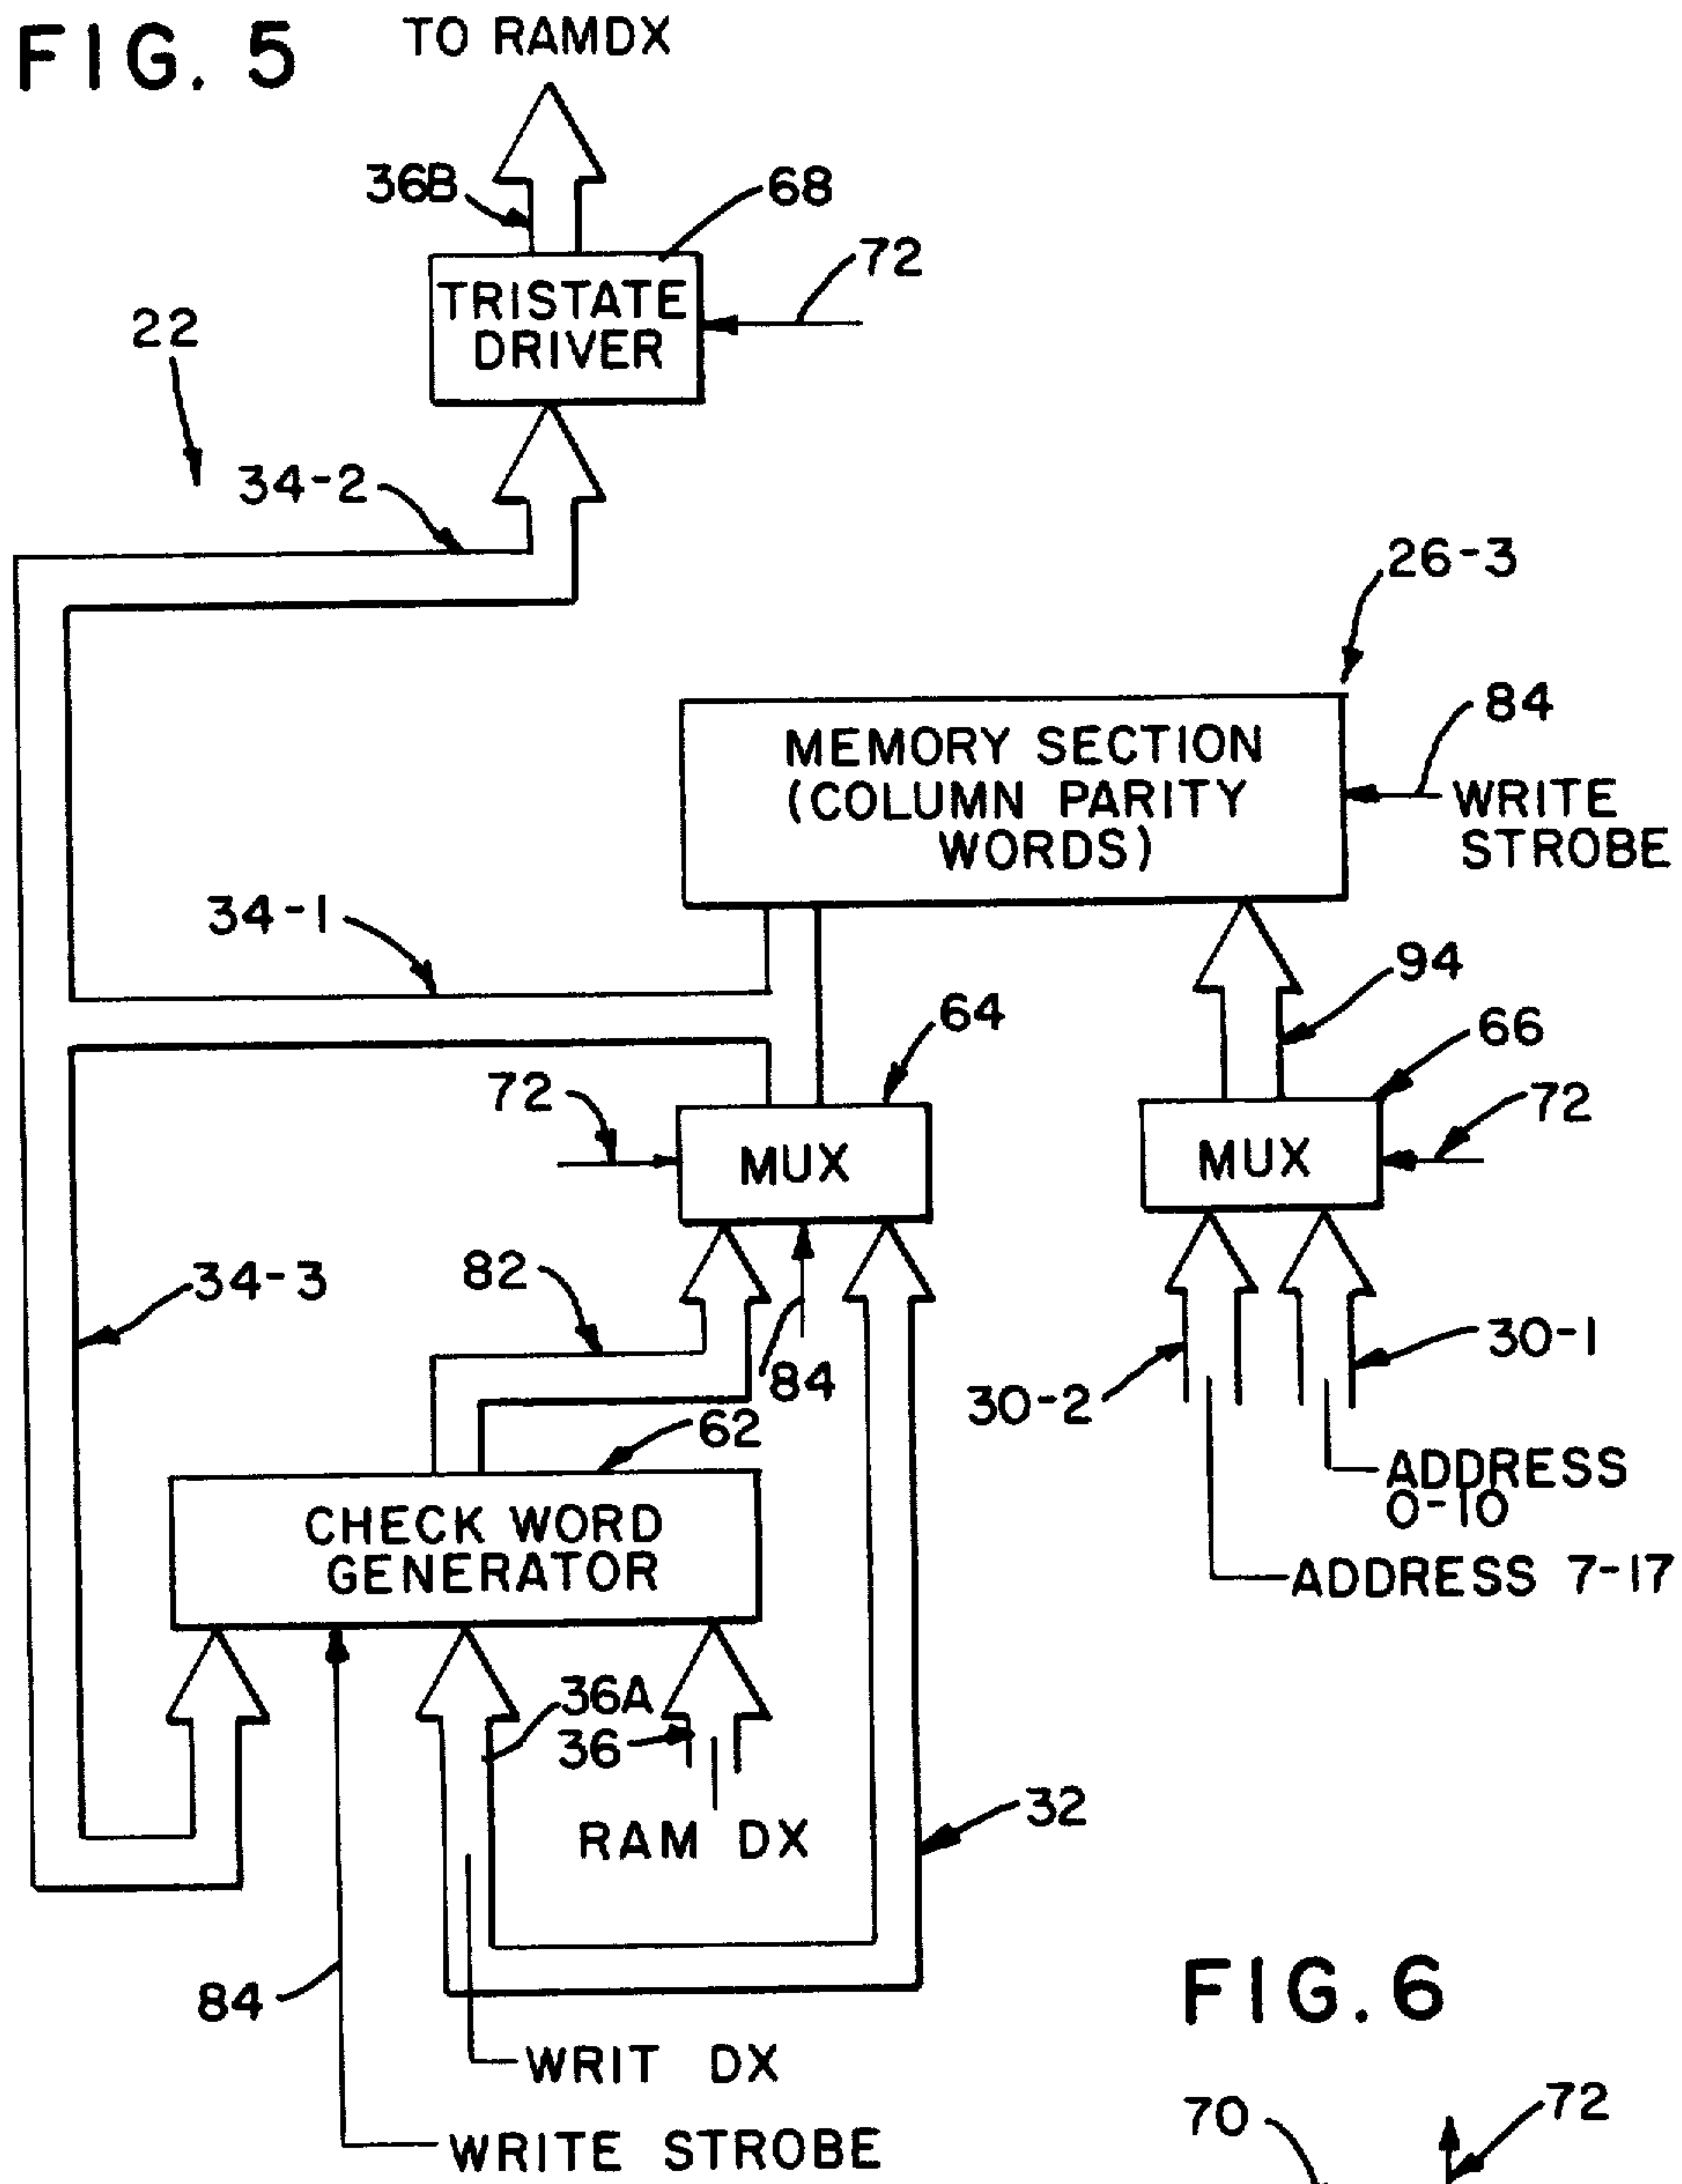 FIG. 5
TO RAMDX
36B
68
72
TRISTATE
DRIVER
22
34-2
26-3
84
MEMORY SECTION
(COLUMN PARITY
WORDS)
WRITE
STROBE
34-1
94
64
66
72
72
MUX
MUX
34-3
82
84
30-1
30-2
62
ADDRESS
0-10
CHECK WORD
GENERATOR
ADDRESS 7-17
36A
36
RAM DX
32
84
FIG. 6
WRIT DX
70
72
WRITE STROBE